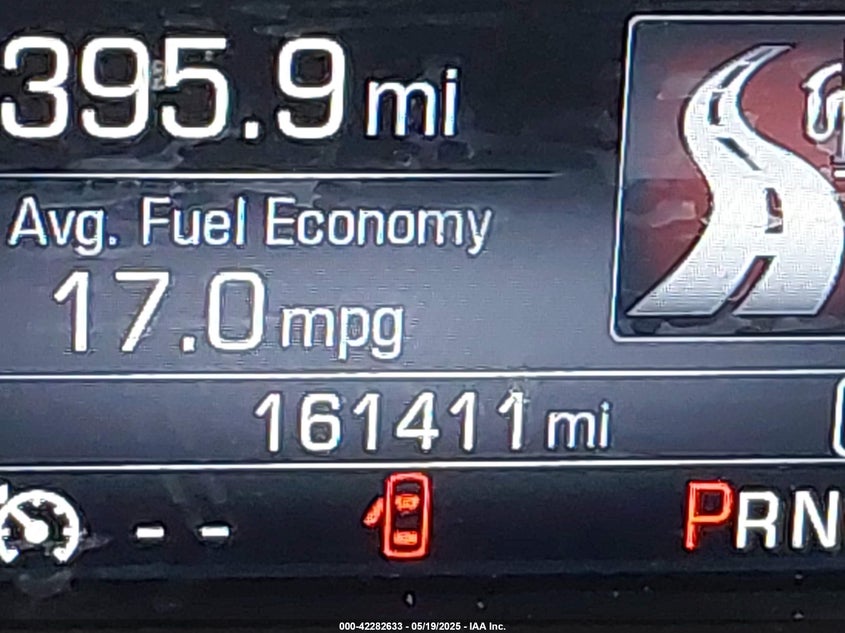 395.9 mi
Avg. Fuel Economy
17.0 mpg
161411 mi
-- PRN
000-42282633 - 05/19/2025 - IAA Inc.